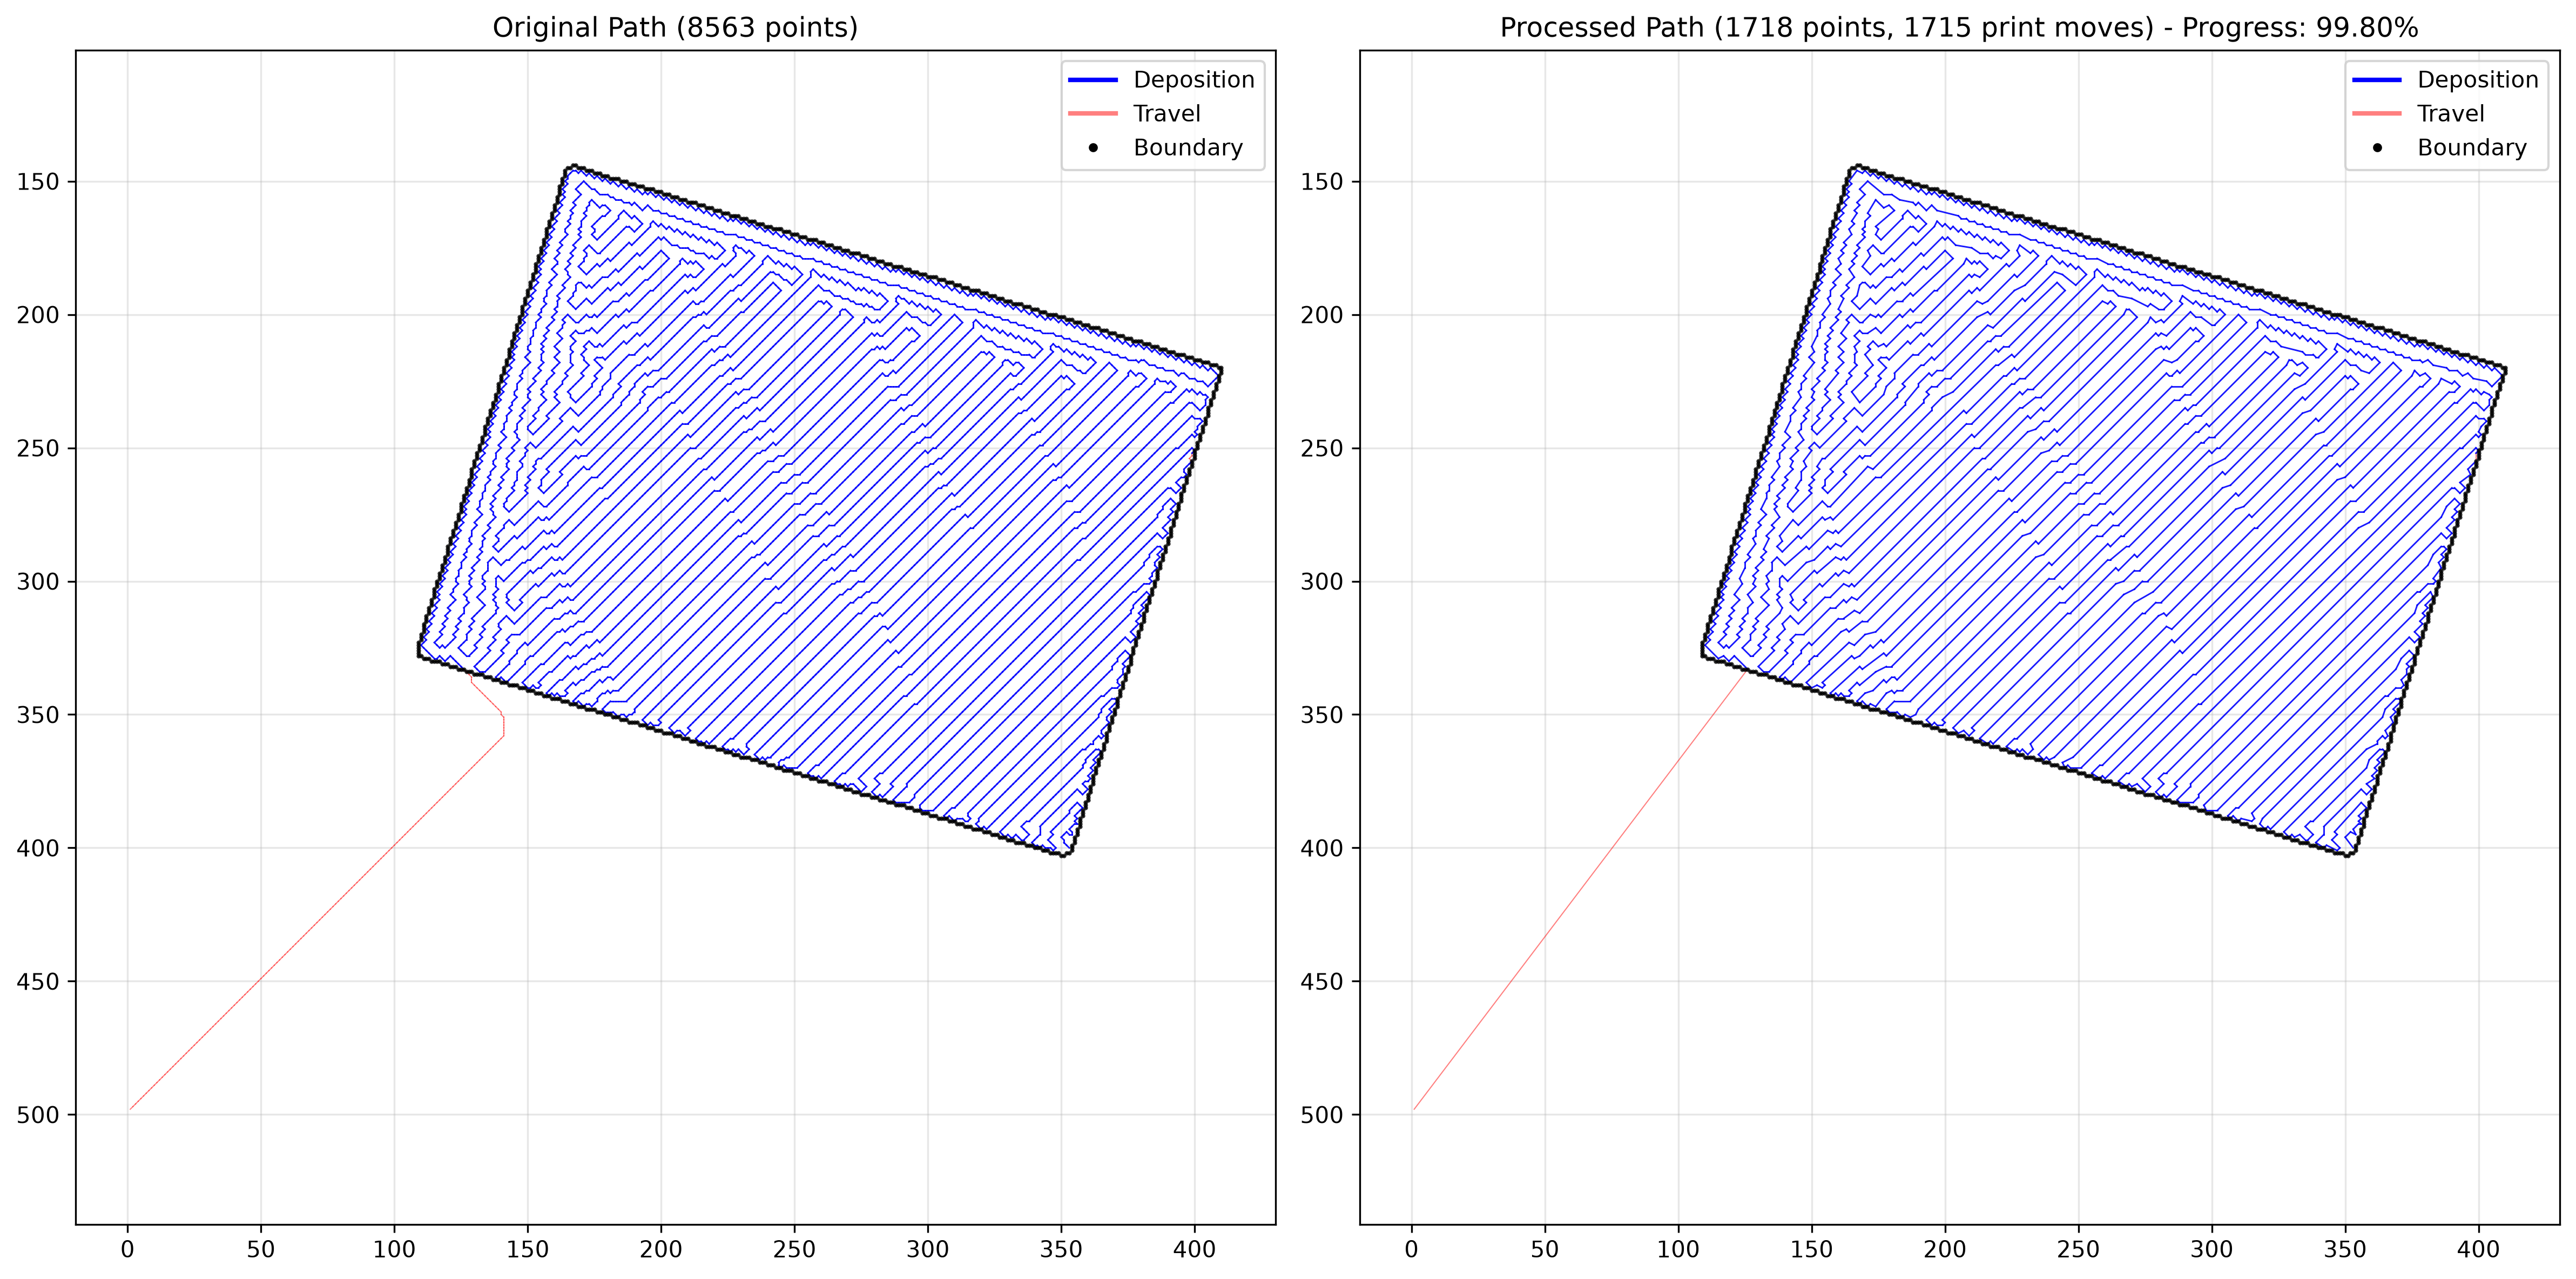 Original Path (8563 points)
Deposition
Travel
Boundary
150
200
250
300
350
400
450
500
0 50 100 150 200 250 300 350 400
Processed Path (1718 points, 1715 print moves) - Progress: 99.80%
Deposition
Travel
Boundary
150
200
250
300
350
400
450
500
0 50 100 150 200 250 300 350 400